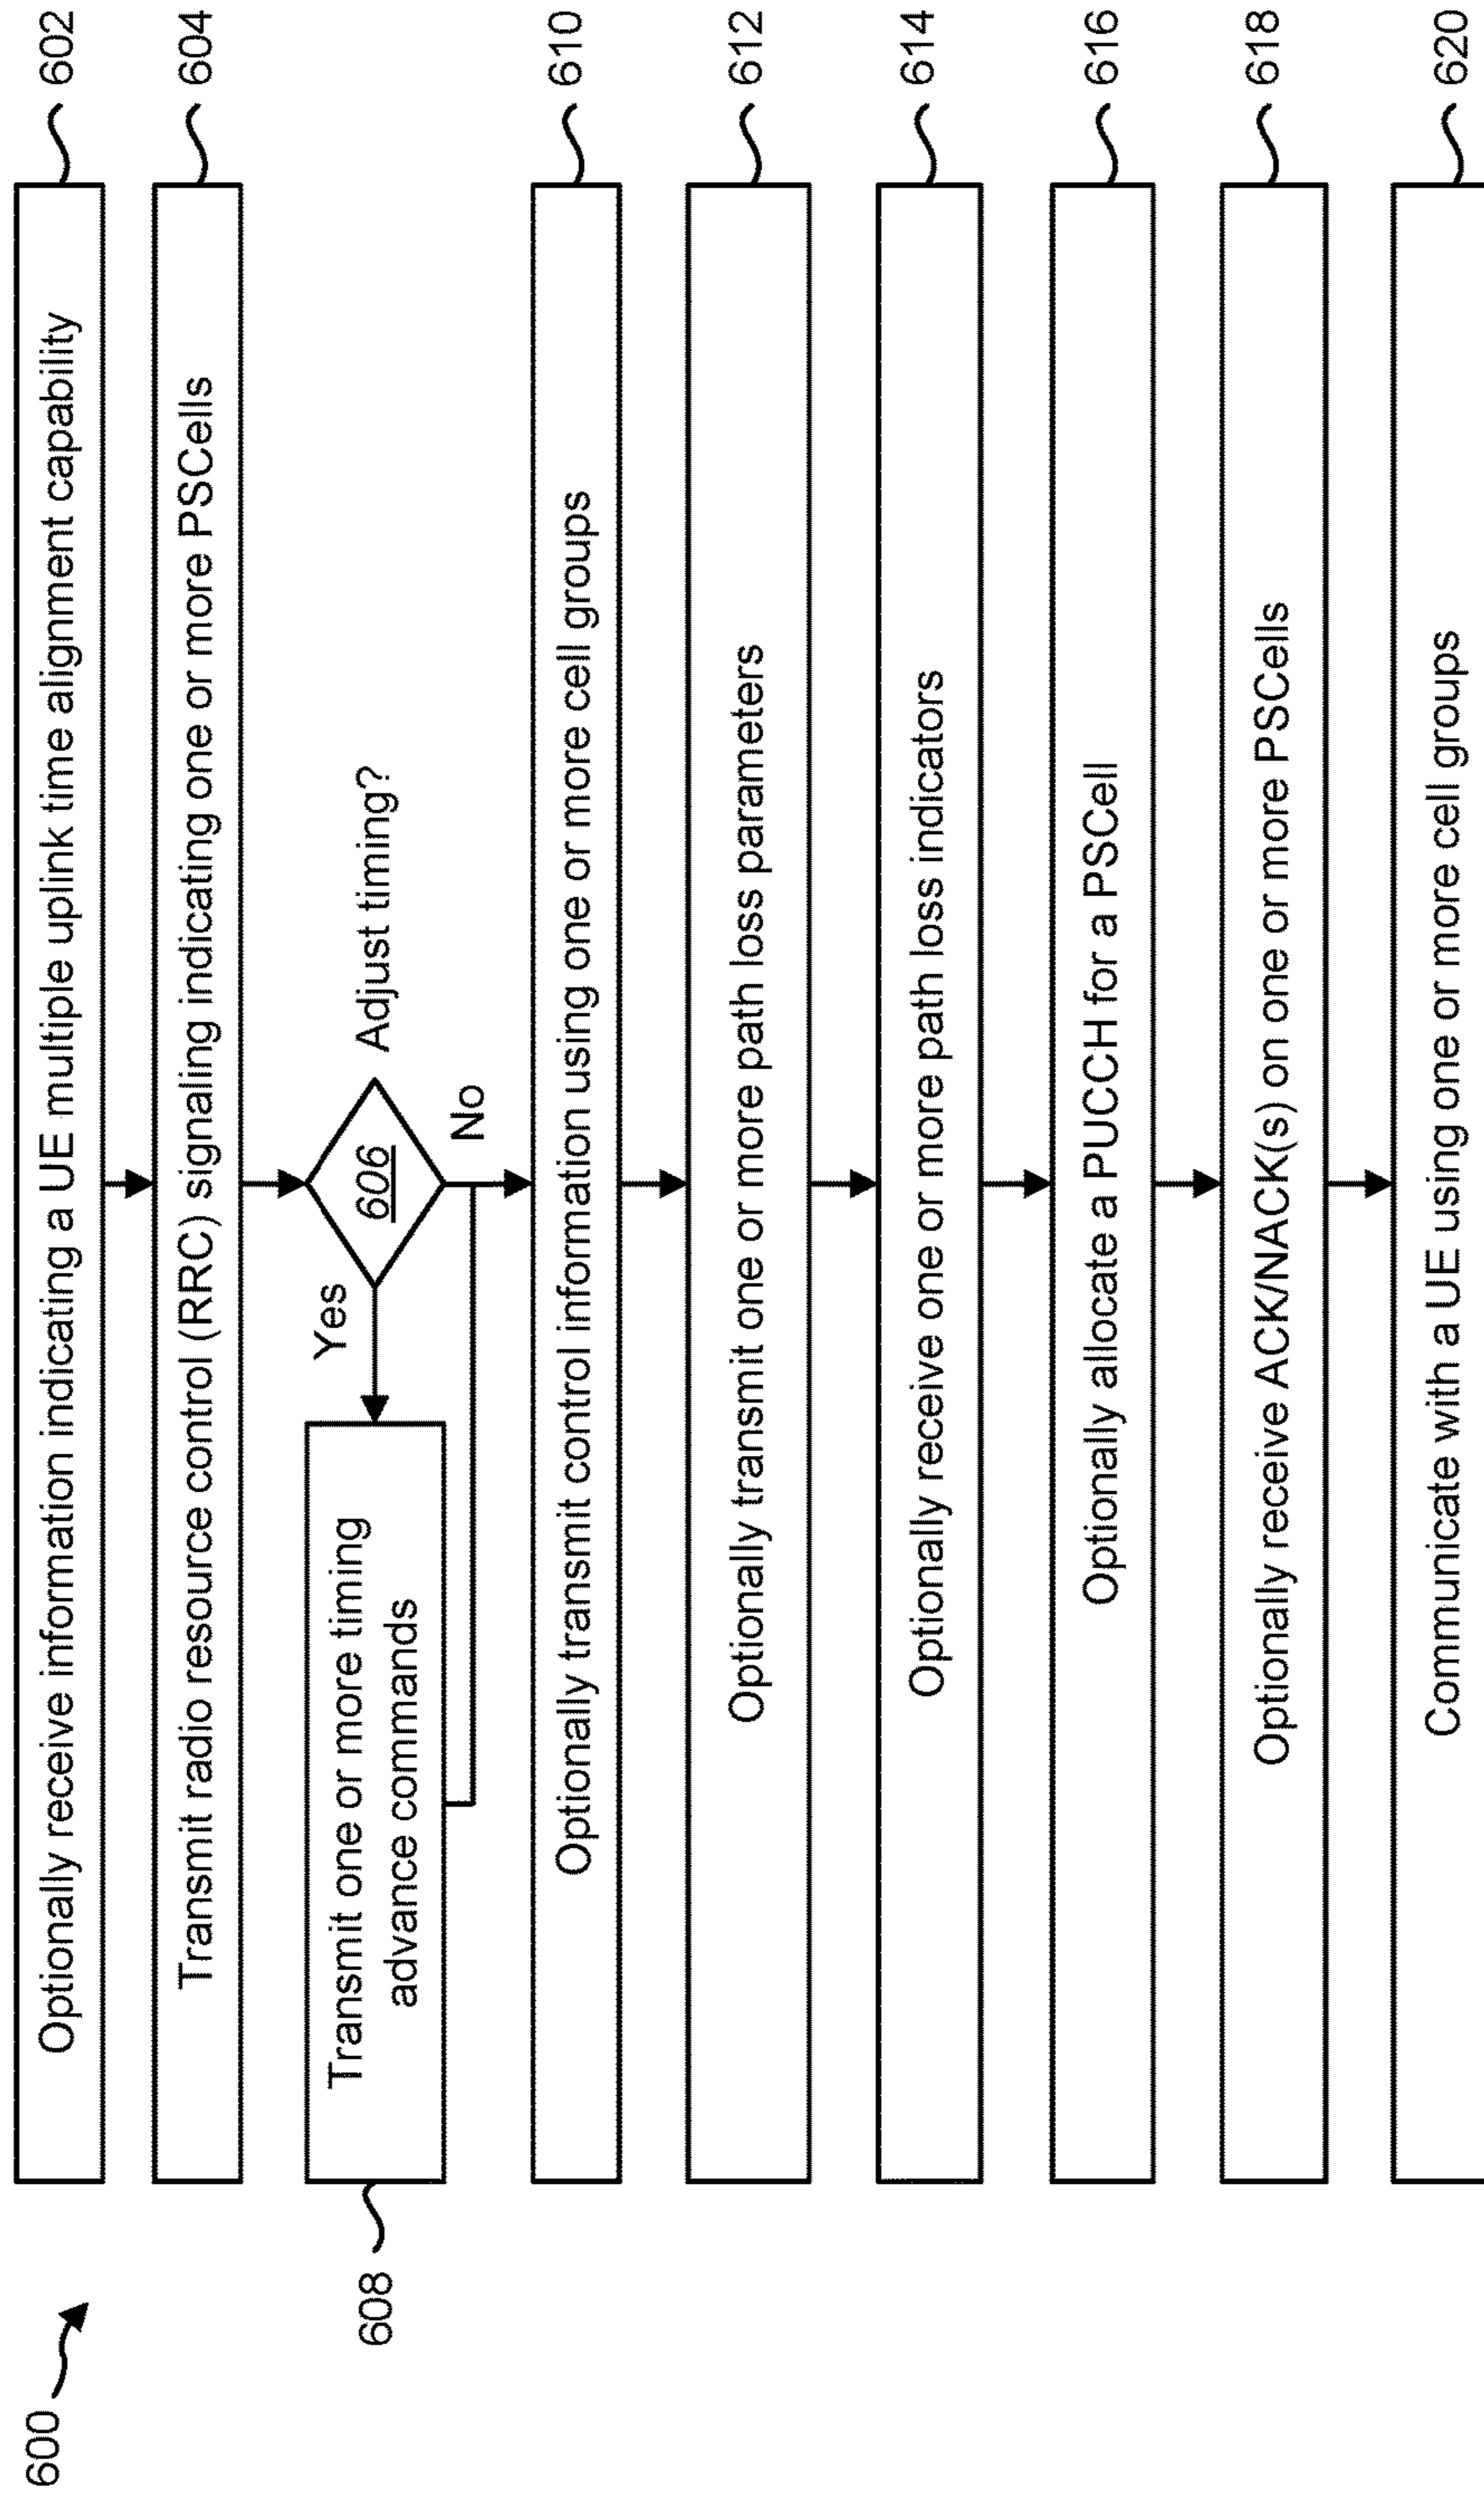 600
Optionally receive information indicating a UE multiple uplink time alignment capability
602
Transmit radio resource control (RRC) signaling indicating one or more PSCells
604
606
Adjust timing?
Yes
No
608
Transmit one or more timing
advance commands
Optionally transmit control information using one or more cell groups
610
Optionally transmit one or more path loss parameters
612
Optionally receive one or more path loss indicators
614
Optionally allocate a PUCCH for a PSCell
616
Optionally receive ACK/NACK(s) on one or more PSCells
618
Communicate with a UE using one or more cell groups
620